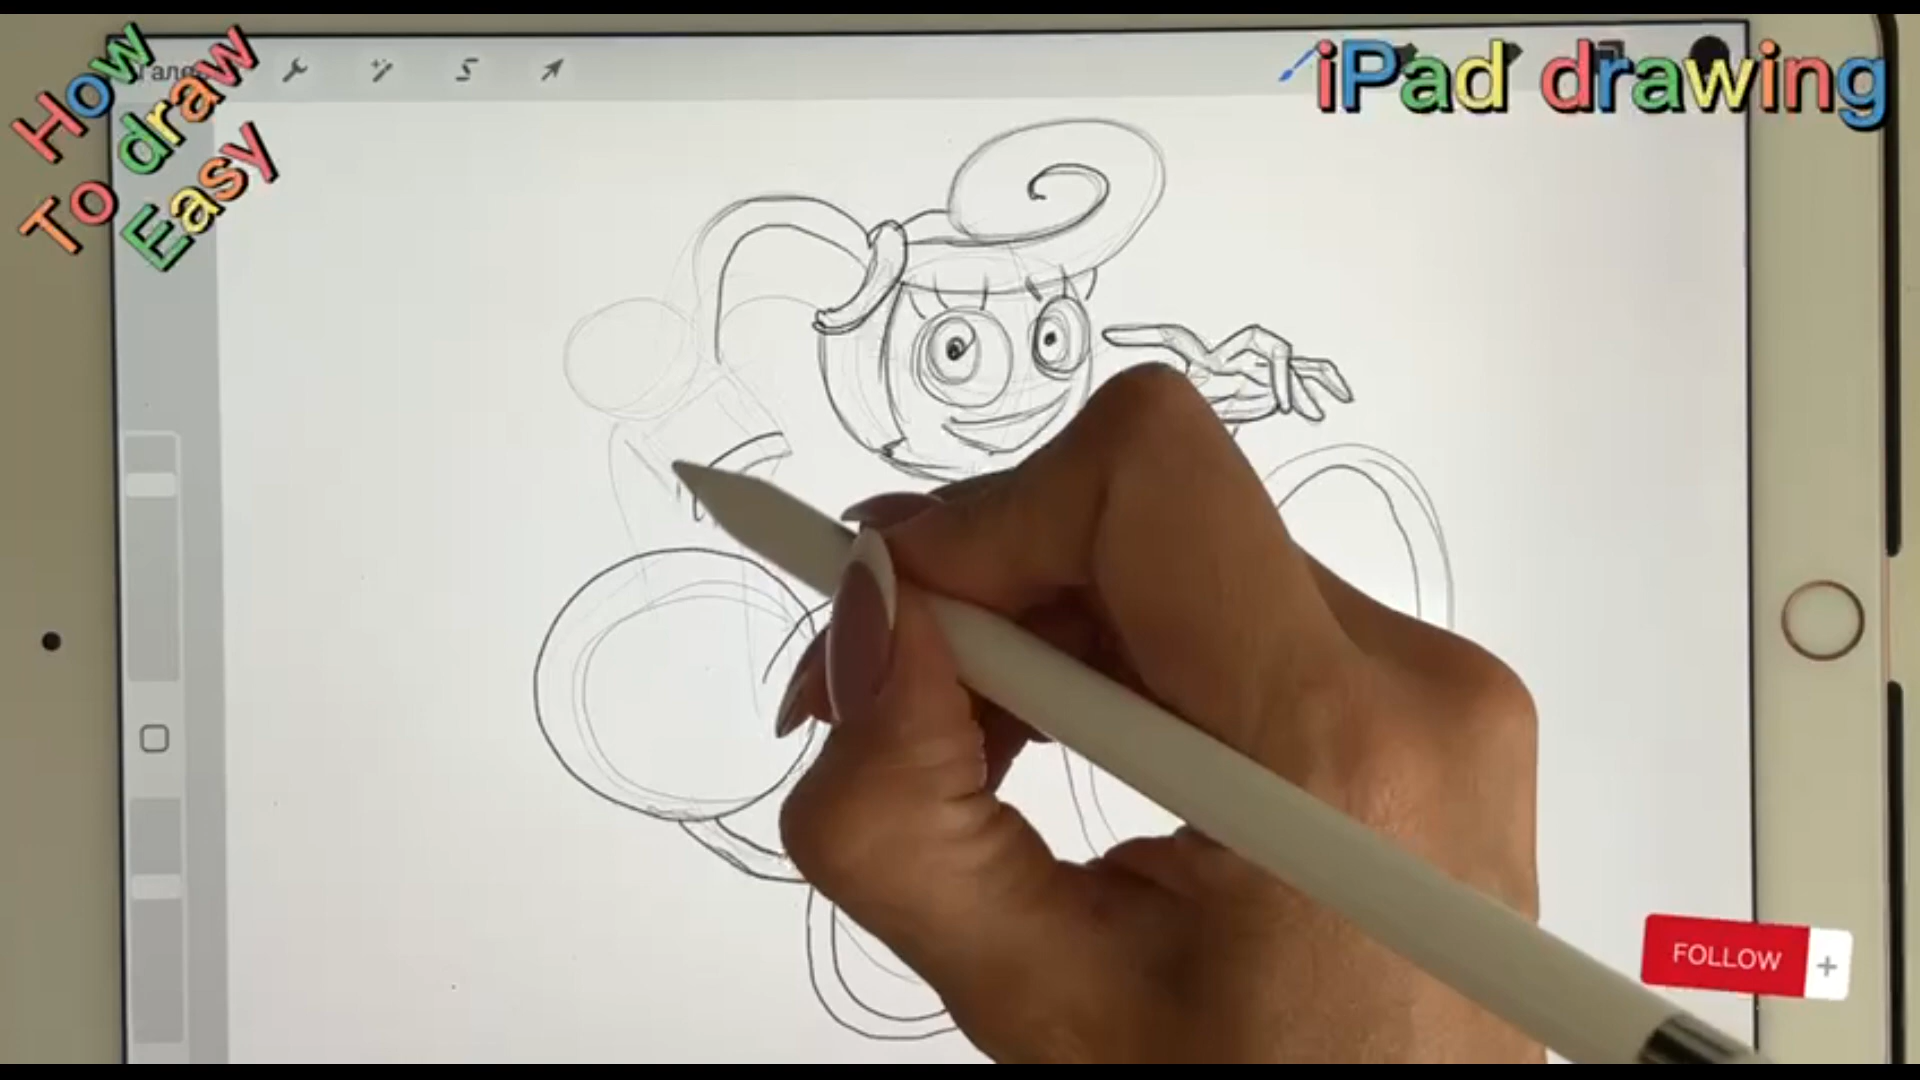 How
To draw
Easy
iPad drawing
FOLLOW +